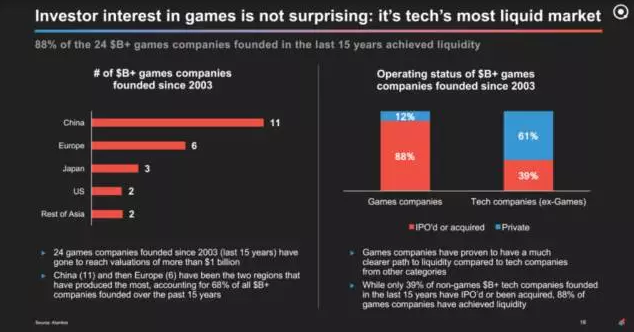 Investor interest in games is not surprising: it's tech's most liquid market
88% of the 24 $B+ games companies founded in the last 15 years achieved liquidity
# of $B+ games companies
founded since 2003
China
11
Europe
6
Japan
3
US
2
Rest of Asia
2
Operating status of $B+ games
companies founded since 2003
12%
88%
61%
39%
Games companies
Tech companies (ex-Games)
IPO'd or acquired
Private
24 games companies founded since 2003 (last 15 years) have
gone to reach valuations of more than $1 billion
China (11) and then Europe (6) have been the two regions that
have produced the most, accounting for 68% of all $B+
companies founded over the past 15 years
Games companies have proven to have a much
clearer path to liquidity compared to tech companies
from other categories
While only 39% of non-games $B+ tech companies founded
in the last 15 years have IPO'd or been acquired, 88% of
games companies have achieved liquidity
Source: Atomico